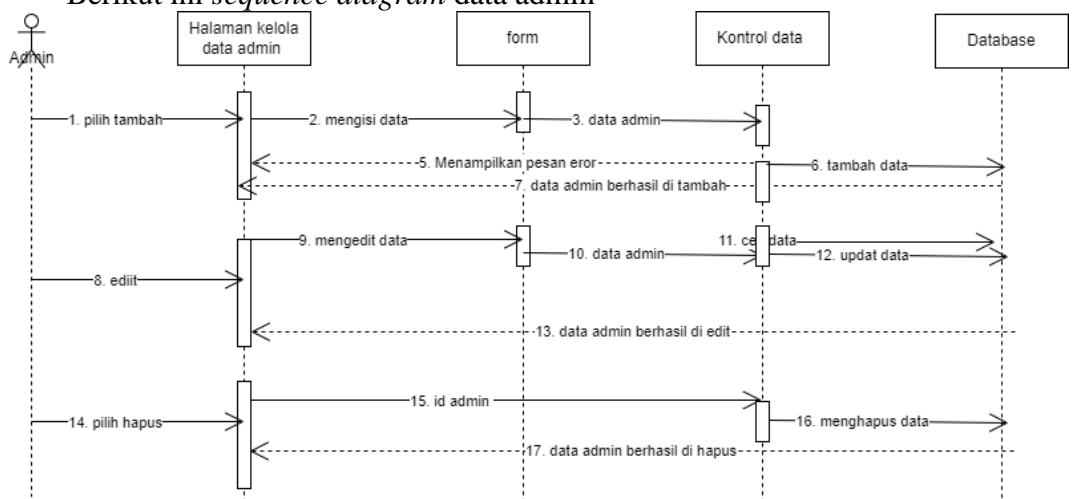 Berikut ini sequence diagram data admin
Admin
Halaman kelola
data admin
form
Kontrol data
Database
1. pilih tambah
2. mengisi data
3. data admin
5. Menampilkan pesan eror
6. tambah data
7. data admin berhasil di tambah
9. mengedit data
10. data admin
11. cek data
12. updat data
8. ediit
13. data admin berhasil di edit
14. pilih hapus
15. id admin
16. menghapus data
17. data admin berhasil di hapus